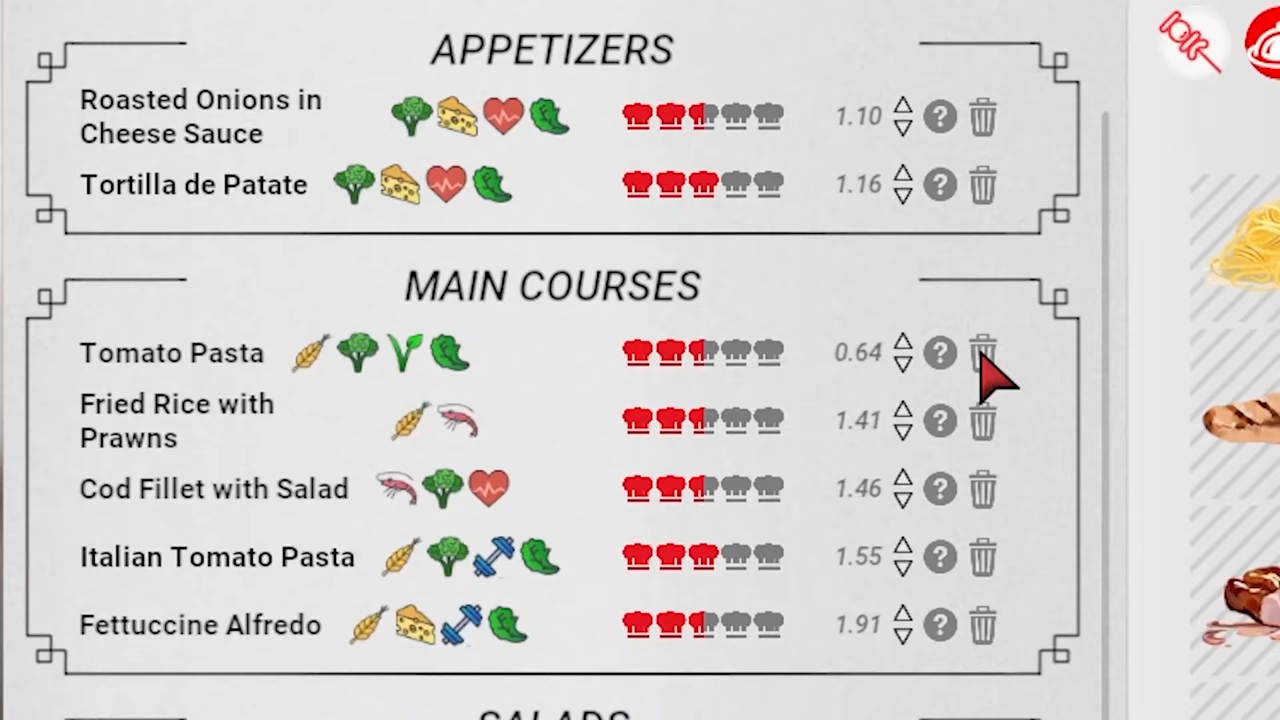 APPETIZERS
Roasted Onions in
Cheese Sauce
1.10
?
Tortilla de Patate
1.16
?
MAIN COURSES
Tomato Pasta
0.64
?
Fried Rice with
Prawns
1.41
?
Cod Fillet with Salad
1.46
?
Italian Tomato Pasta
1.55
?
Fettuccine Alfredo
1.91
?
SALADS